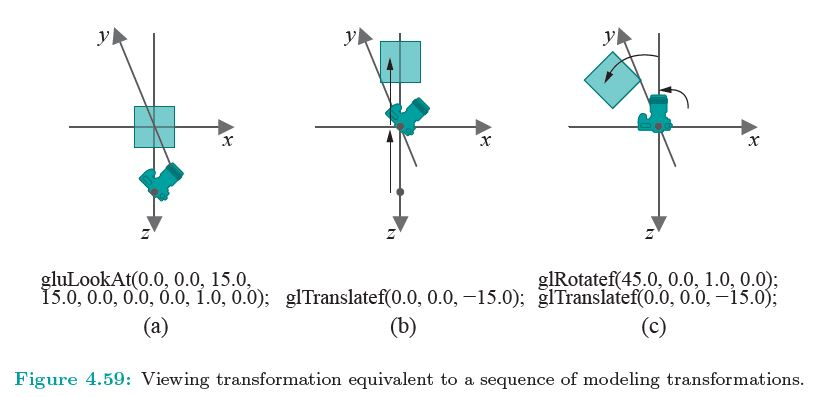 y
x
z
y
x
z
y
x
z
gluLookAt(0.0, 0.0, 15.0,
15.0, 0.0, 0.0, 0.0, 1.0, 0.0);
(a)
glTranslatef(0.0, 0.0, −15.0);
(b)
glRotatef(45.0, 0.0, 1.0, 0.0);
glTranslatef(0.0, 0.0, −15.0);
(c)
Figure 4.59: Viewing transformation equivalent to a sequence of modeling transformations.